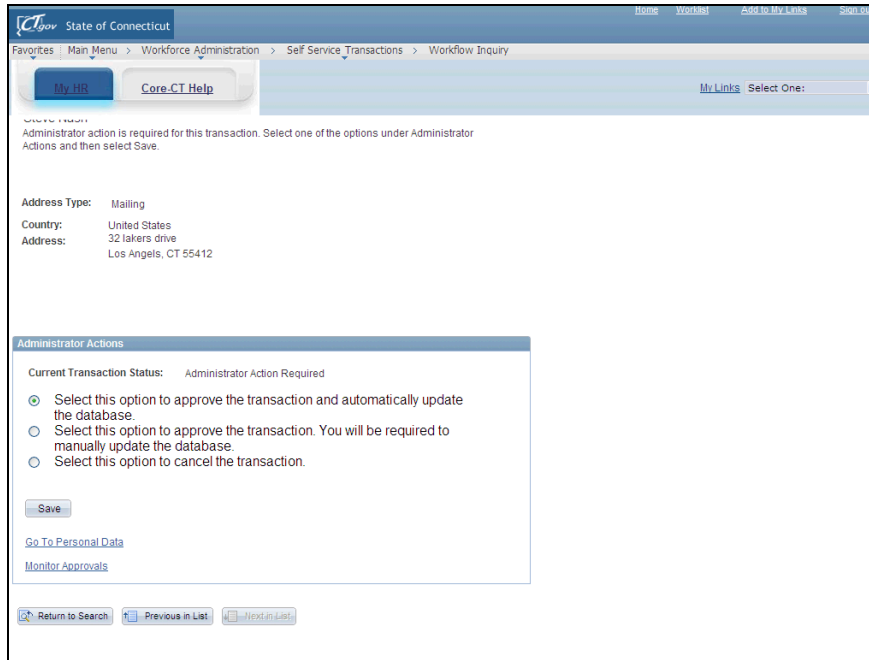 Home Worklist Add to My Links Sign ou
CT.gov State of Connecticut
Favorites Main Menu > Workforce Administration > Self Service Transactions > Workflow Inquiry
My HR Core-CT Help
My Links Select One:
Steve Nash
Administrator action is required for this transaction. Select one of the options under Administrator
Actions and then select Save.
Address Type: Mailing
Country: United States
Address: 32 lakers drive
Los Angels, CT 55412
Administrator Actions
Current Transaction Status: Administrator Action Required
Select this option to approve the transaction and automatically update
the database.
Select this option to approve the transaction. You will be required to
manually update the database.
Select this option to cancel the transaction.
Save
Go To Personal Data
Monitor Approvals
Return to Search Previous in List Next in List